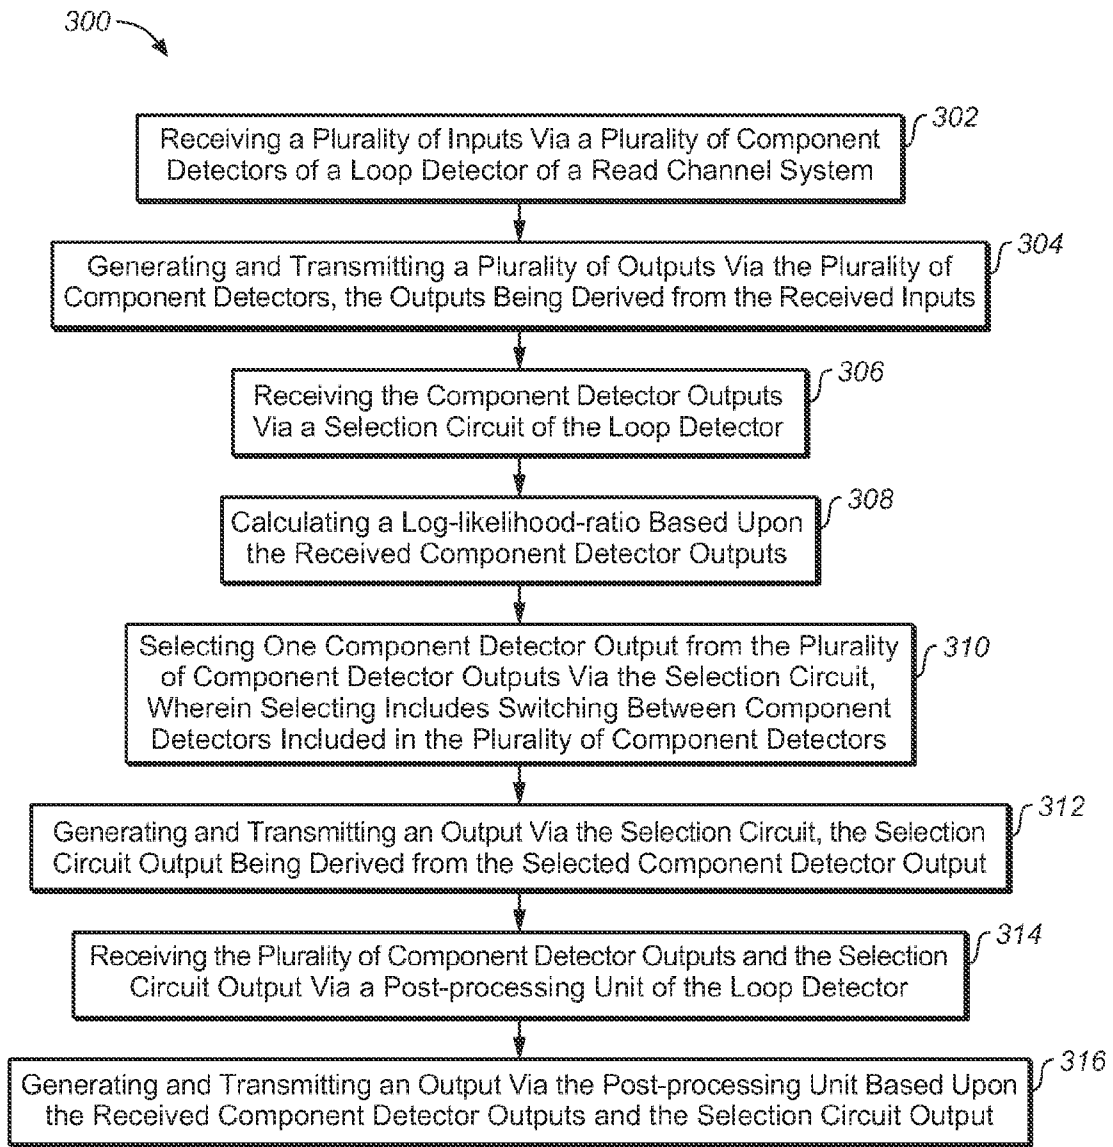 300
302
Receiving a Plurality of Inputs Via a Plurality of Component
Detectors of a Loop Detector of a Read Channel System
304
Generating and Transmitting a Plurality of Outputs Via the Plurality of
Component Detectors, the Outputs Being Derived from the Received Inputs
306
Receiving the Component Detector Outputs
Via a Selection Circuit of the Loop Detector
308
Calculating a Log-likelihood-ratio Based Upon
the Received Component Detector Outputs
310
Selecting One Component Detector Output from the Plurality
of Component Detector Outputs Via the Selection Circuit,
Wherein Selecting Includes Switching Between Component
Detectors Included in the Plurality of Component Detectors
312
Generating and Transmitting an Output Via the Selection Circuit, the Selection
Circuit Output Being Derived from the Selected Component Detector Output
314
Receiving the Plurality of Component Detector Outputs and the Selection
Circuit Output Via a Post-processing Unit of the Loop Detector
316
Generating and Transmitting an Output Via the Post-processing Unit Based Upon
the Received Component Detector Outputs and the Selection Circuit Output